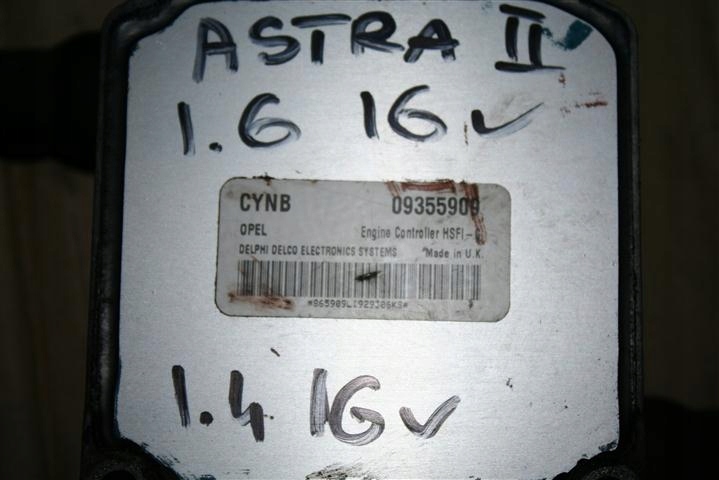 ASTRA II
1.6 16v
CYNB 09355909
OPEL Engine Controller HSFI-
DELPHI DELCO ELECTRONICS SYSTEMS Made in U.K.
1.4 16v